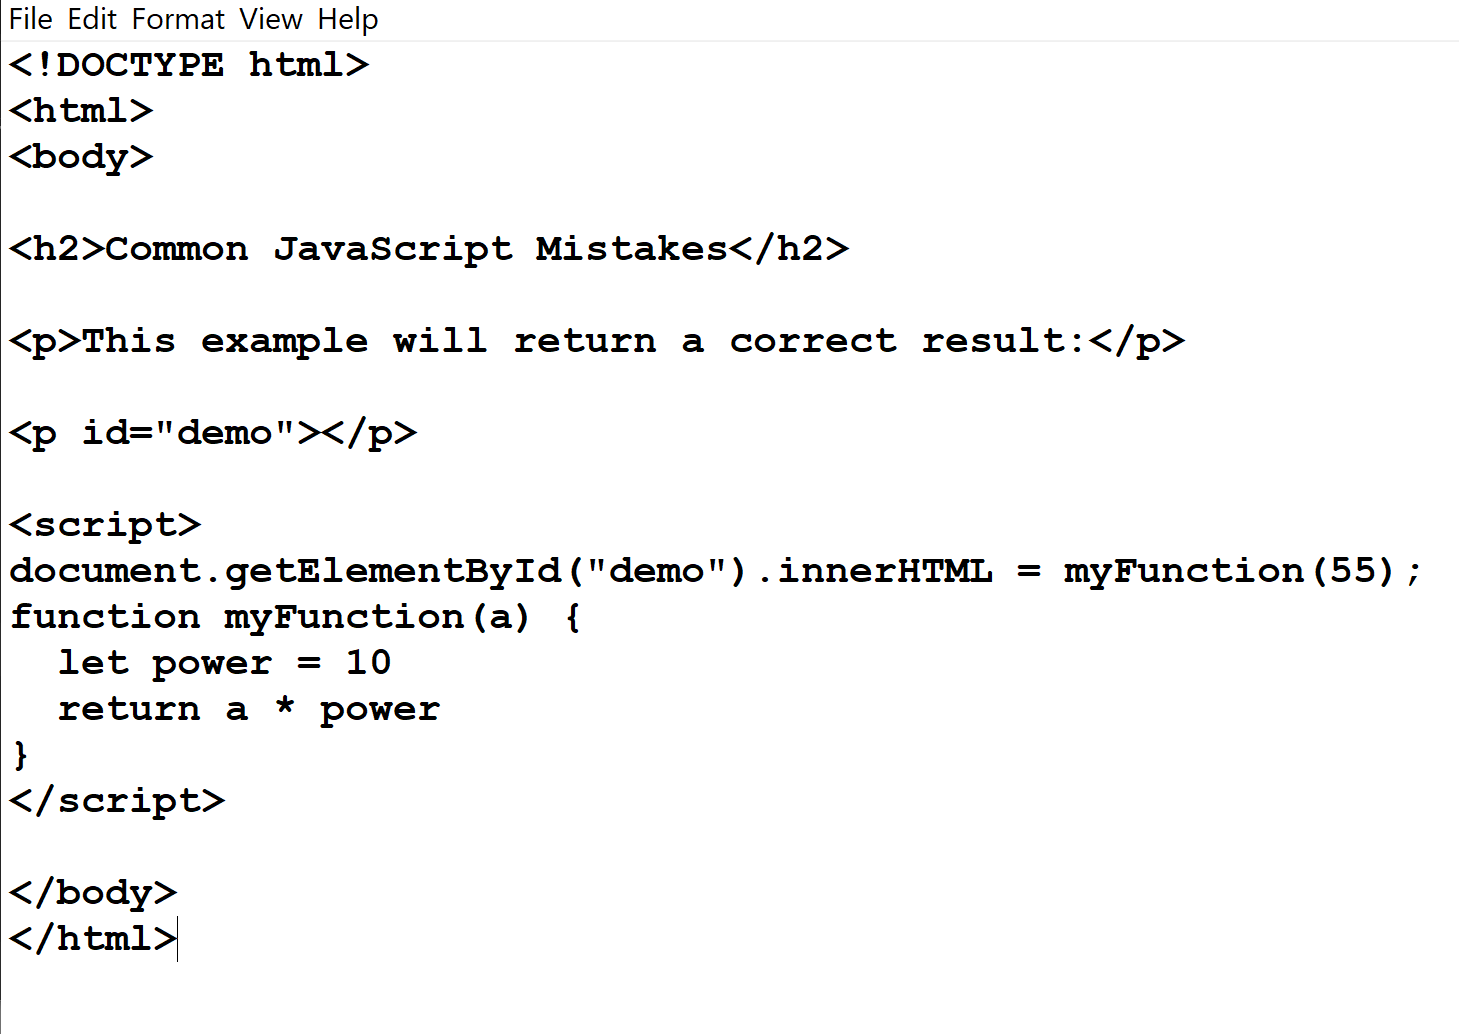 File Edit Format View Help
<!DOCTYPE html>
<html>
<body>
<h2>Common JavaScript Mistakes</h2>
<p>This example will return a correct result:</p>
<p id="demo"></p>
<script>
document.getElementById("demo").innerHTML = myFunction(55);
function myFunction(a) {
  let power = 10
  return a * power
}
</script>
</body>
</html>